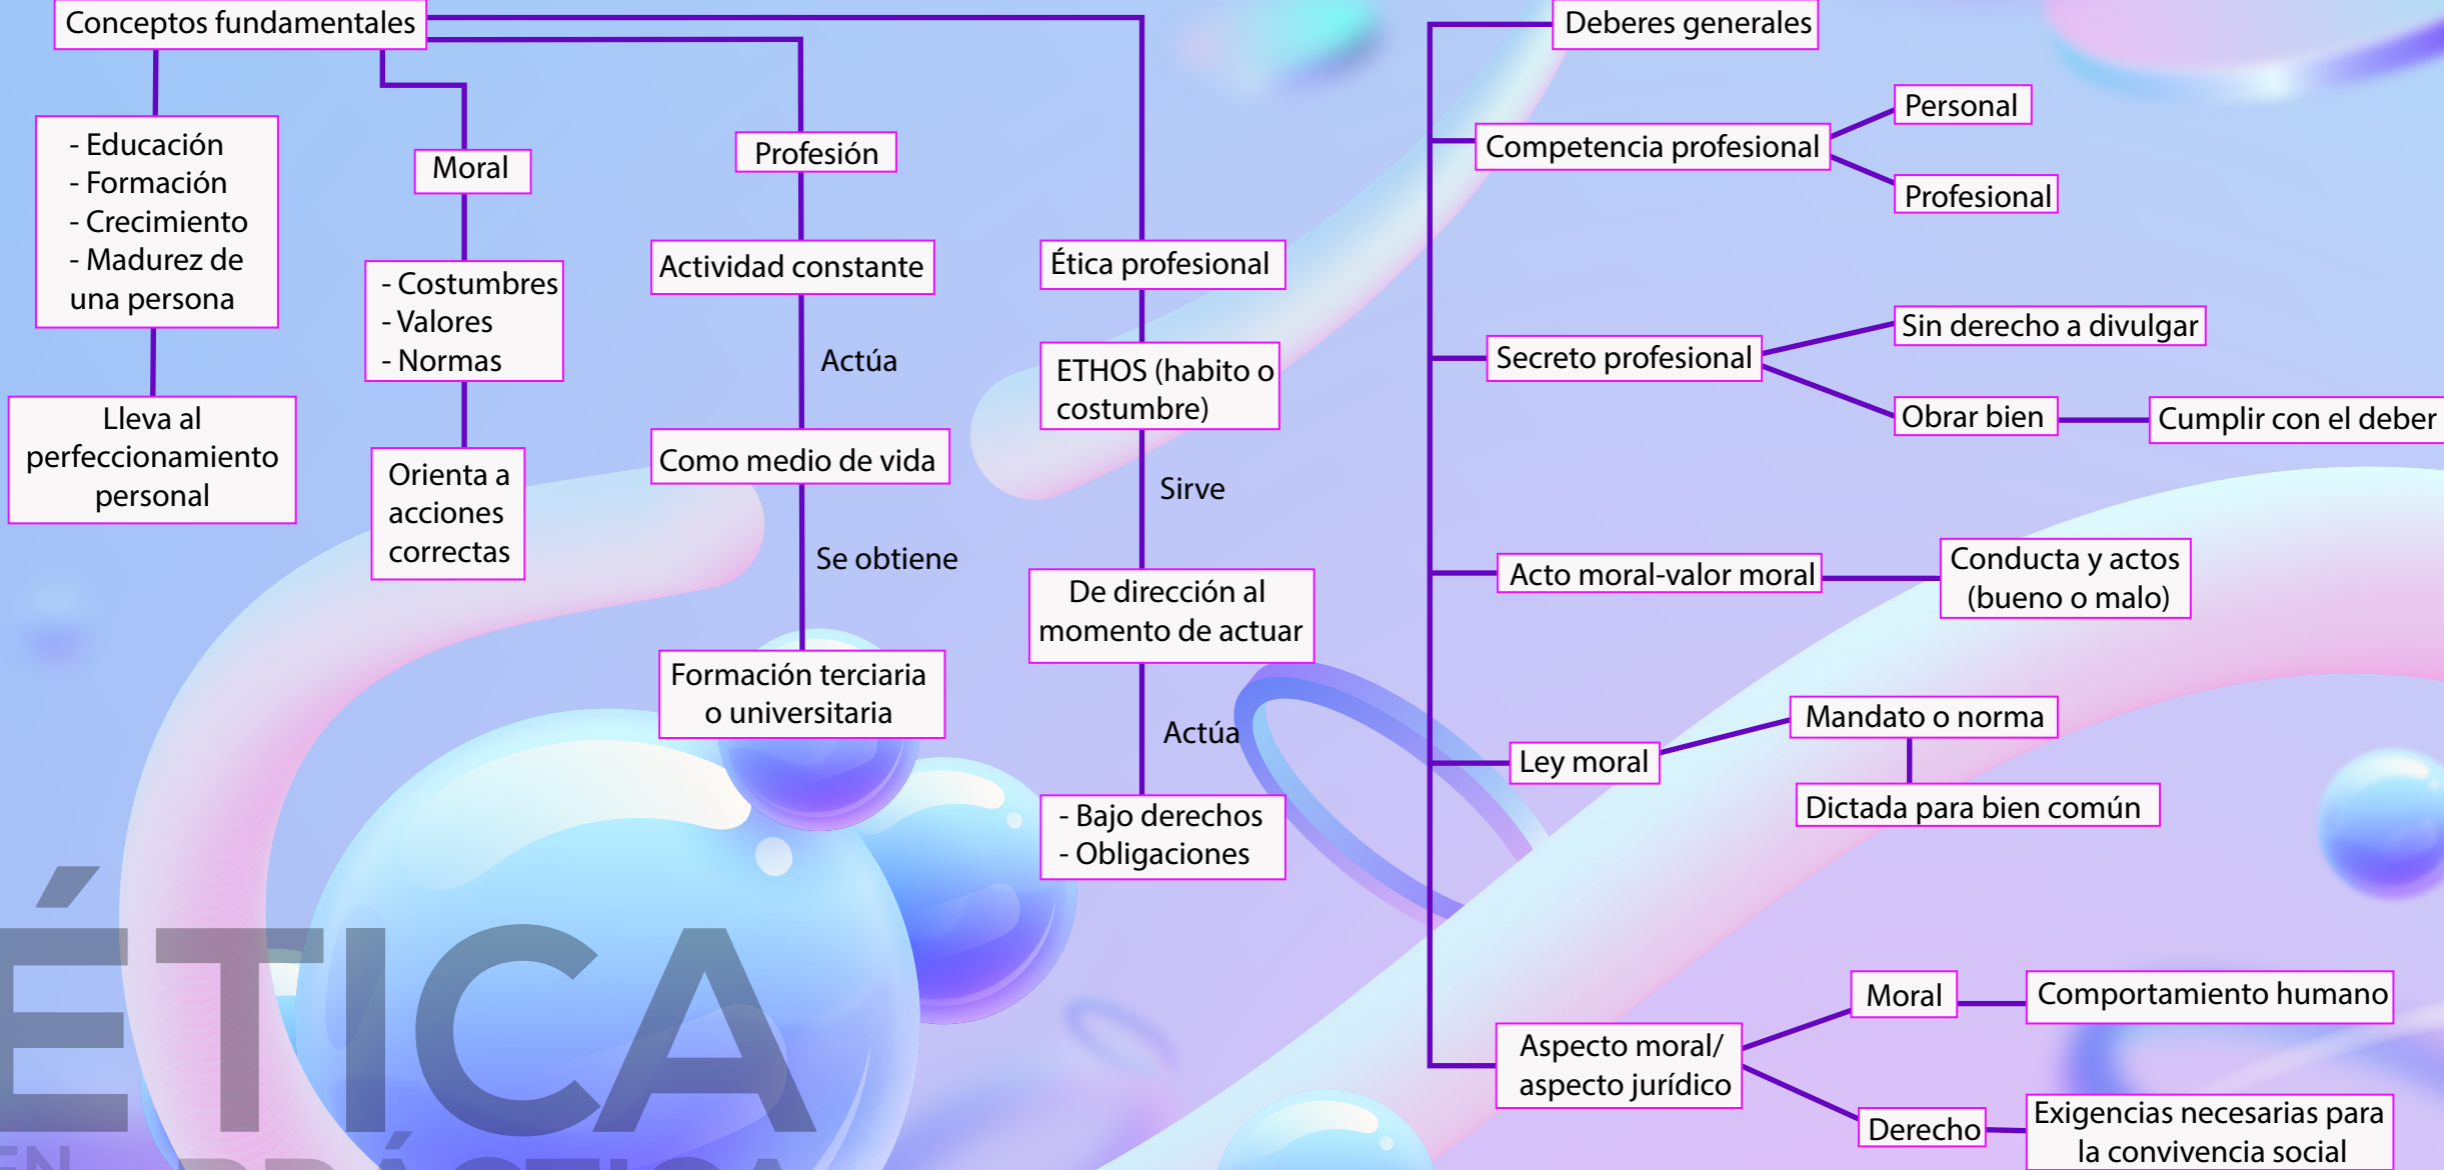 Conceptos fundamentales
- Educación
- Formación
- Crecimiento
- Madurez de
una persona
Lleva al
perfeccionamiento
personal
Moral
- Costumbres
- Valores
- Normas
Orienta a
acciones
correctas
Profesión
Actividad constante
Actúa
Como medio de vida
Se obtiene
Formación terciaria
o universitaria
Ética profesional
ETHOS (habito o
costumbre)
Sirve
De dirección al
momento de actuar
Actúa
- Bajo derechos
- Obligaciones
Deberes generales
Competencia profesional
Personal
Profesional
Secreto profesional
Sin derecho a divulgar
Obrar bien
Cumplir con el deber
Acto moral-valor moral
Conducta y actos
(bueno o malo)
Ley moral
Mandato o norma
Dictada para bien común
Aspecto moral/
aspecto jurídico
Moral
Comportamiento humano
Derecho
Exigencias necesarias para
la convivencia social
ÉTICA
EN PRÁCTICA